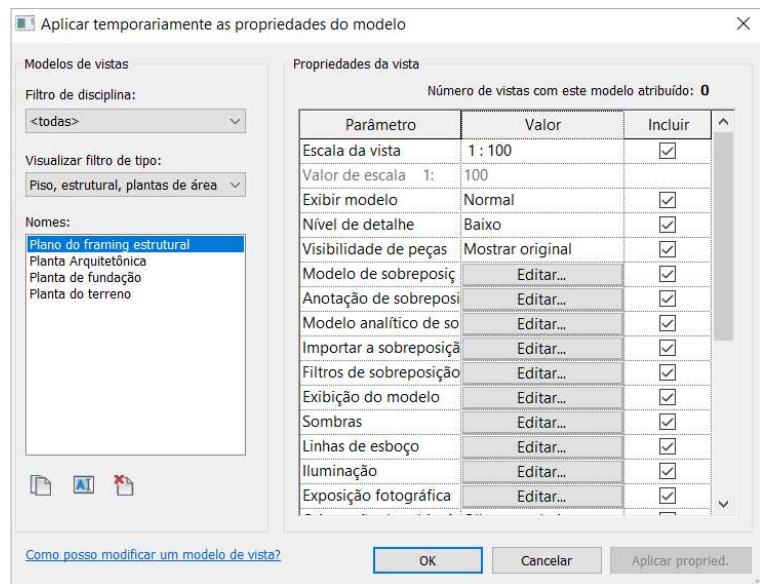 Aplicar temporariamente as propriedades do modelo
Modelos de vistas
Filtro de disciplina:
<todas>
Visualizar filtro de tipo:
Piso, estrutural, plantas de área
Nomes:
Plano do framing estrutural
Planta Arquitetônica
Planta de fundação
Planta do terreno
Como posso modificar um modelo de vista?
Propriedades da vista
Número de vistas com este modelo atribuído: 0
Parâmetro Valor Incluir
Escala da vista 1 : 100
Valor de escala 1: 100
Exibir modelo Normal
Nível de detalhe Baixo
Visibilidade de peças Mostrar original
Modelo de sobreposiç Editar...
Anotação de sobreposi Editar...
Modelo analítico de so Editar...
Importar a sobreposiçã Editar...
Filtros de sobreposição Editar...
Exibição do modelo Editar...
Sombras Editar...
Linhas de esboço Editar...
Iluminação Editar...
Exposição fotográfica Editar...
OK Cancelar Aplicar propried.